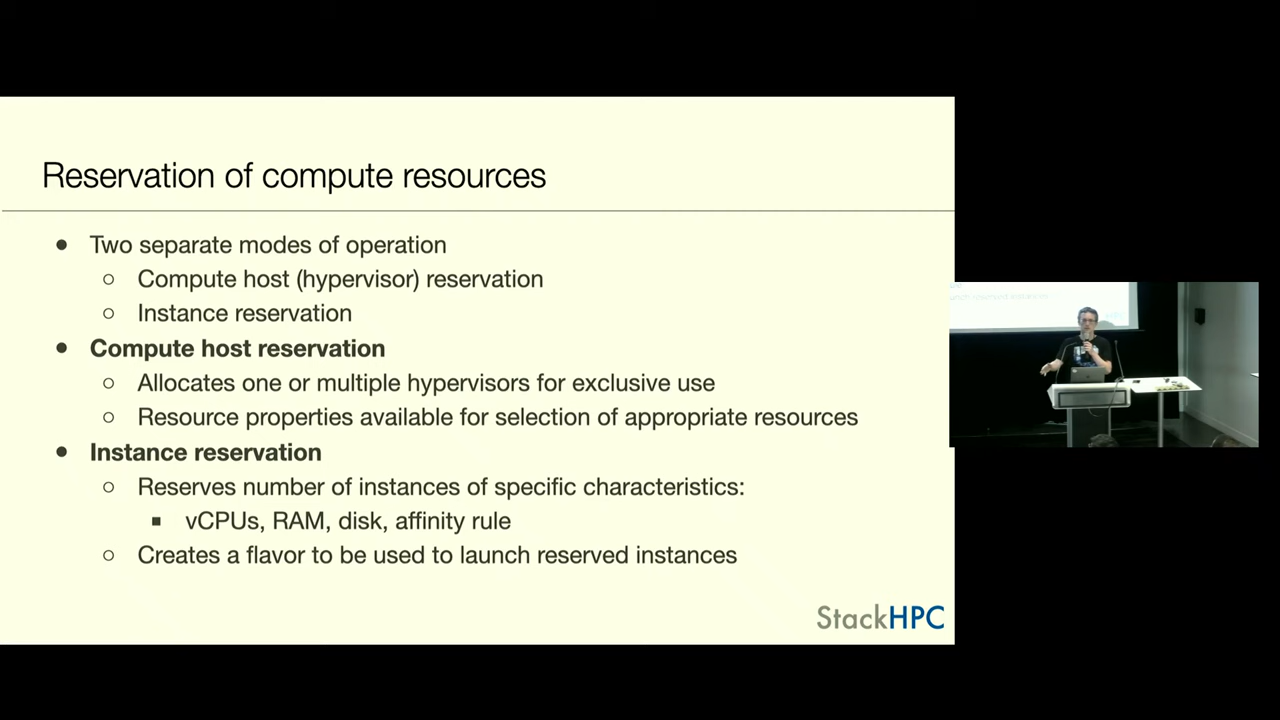 Reservation of compute resources
● Two separate modes of operation
○ Compute host (hypervisor) reservation
○ Instance reservation
● Compute host reservation
○ Allocates one or multiple hypervisors for exclusive use
○ Resource properties available for selection of appropriate resources
● Instance reservation
○ Reserves number of instances of specific characteristics:
■ vCPUs, RAM, disk, affinity rule
○ Creates a flavor to be used to launch reserved instances
StackHPC